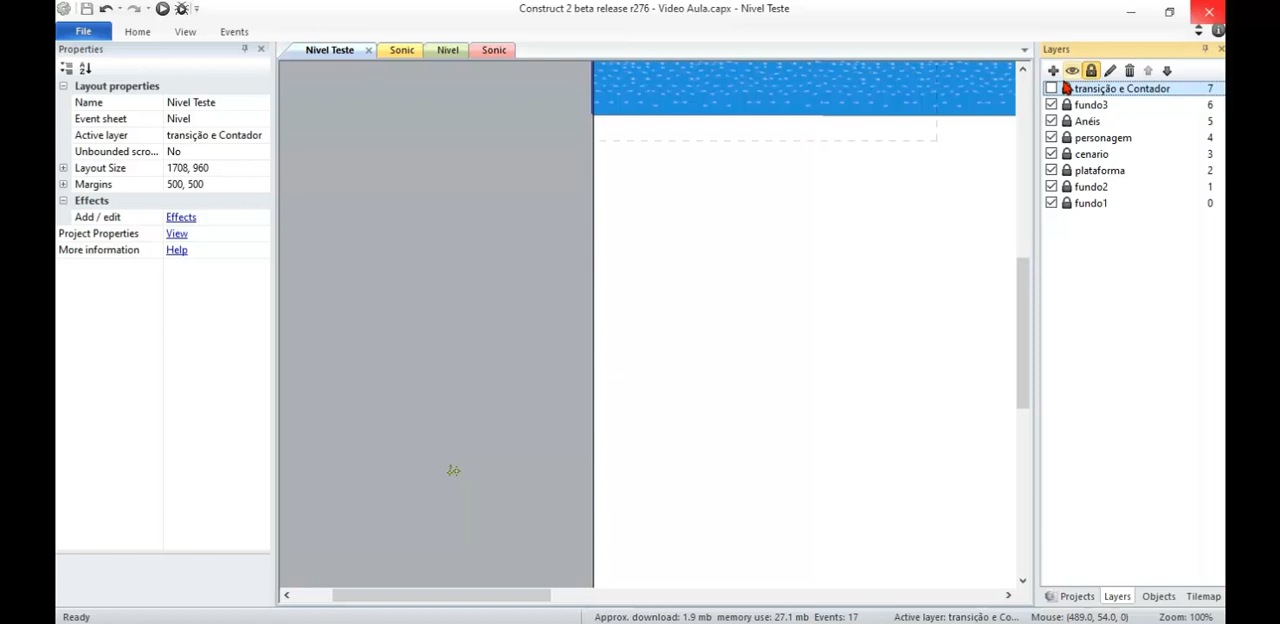 Construct 2 beta release r276 - Video Aula.capx - Nivel Teste
File Home View Events
Properties
Nivel Teste Sonic Nivel Sonic
Layers
Layout properties
Name Nivel Teste
Event sheet Nivel
Active layer transição e Contador
Unbounded scro... No
Layout Size 1708, 960
Margins 500, 500
Effects
Add / edit Effects
Project Properties View
More information Help
transição e Contador 7
fundo3 6
Anéis 5
personagem 4
cenario 3
plataforma 2
fundo2 1
fundo1 0
Projects Layers Objects Tilemap
Ready
Approx. download: 1.9 mb memory use: 27.1 mb Events: 17
Active layer: transição e Co...
Mouse: (489.0, 54.0, 0)
Zoom: 100%